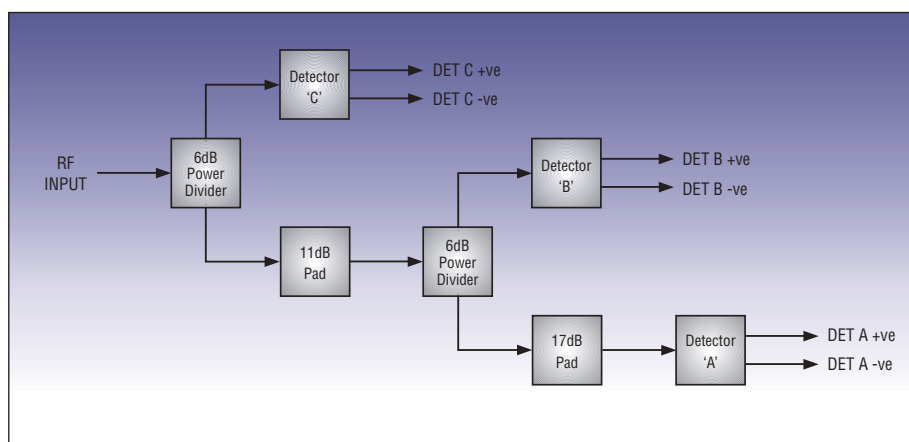 Detector
‘C’
DET C +ve
DET C -ve
RF
INPUT
6dB
Power
Divider
Detector
‘B’
DET B +ve
DET B -ve
11dB
Pad
6dB
Power
Divider
17dB
Pad
Detector
‘A’
DET A +ve
DET A -ve